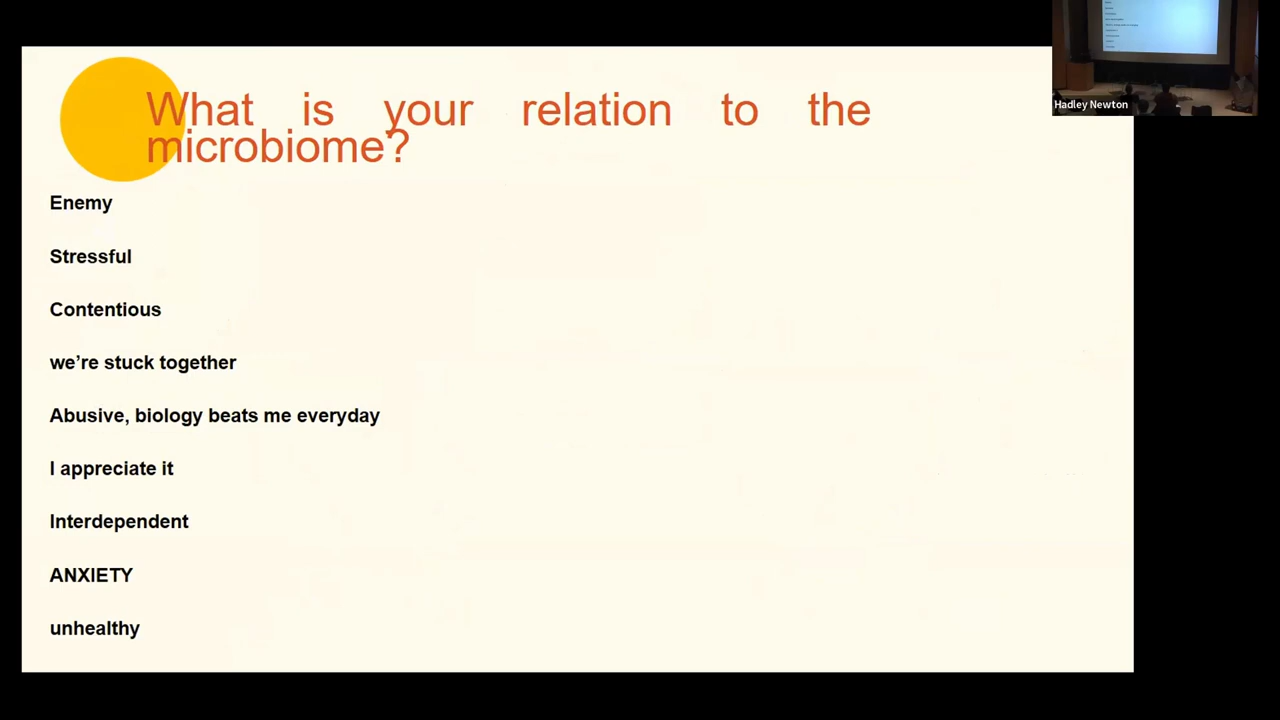 What is your relation to the
microbiome?
Enemy
Stressful
Contentious
we're stuck together
Abusive, biology beats me everyday
I appreciate it
Interdependent
ANXIETY
unhealthy
Hadley Newton